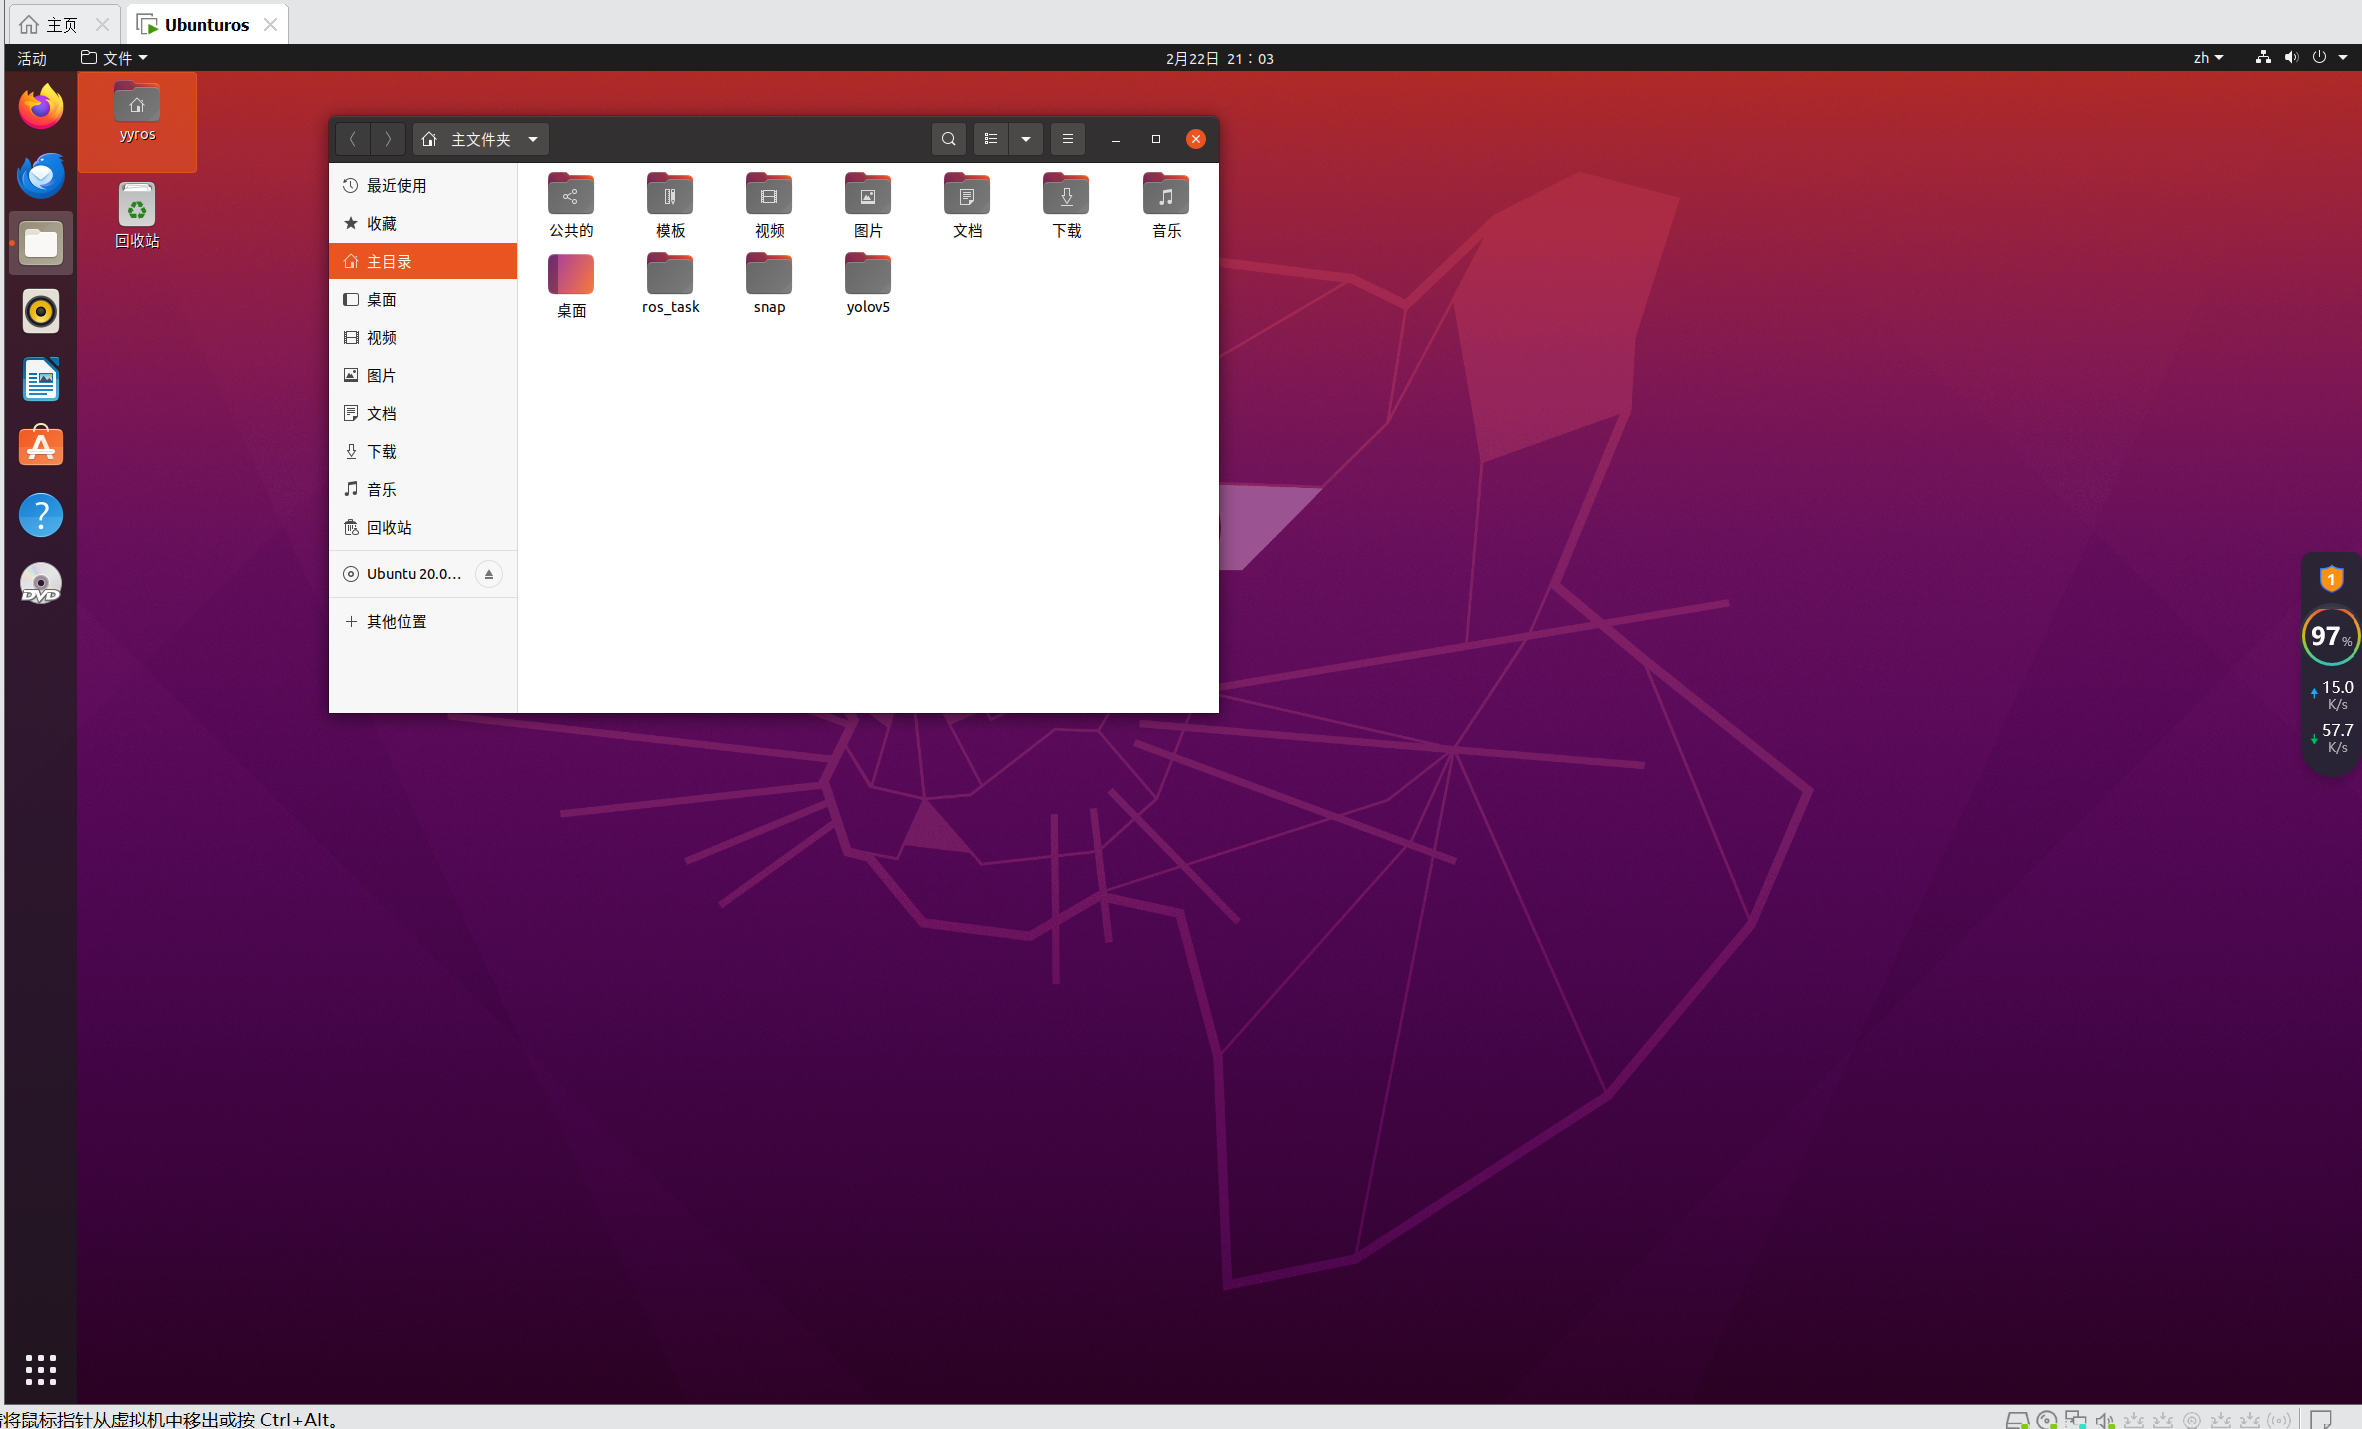 主页
Ubunturos
活动
文件
2月22日 21：03
zh
yyros
回收站
主文件夹
最近使用
收藏
主目录
桌面
视频
图片
文档
下载
音乐
回收站
Ubuntu 20.0…
其他位置
公共的
模板
视频
图片
文档
下载
音乐
桌面
ros_task
snap
yolov5
DVD
1
97%
15.0
K/s
57.7
K/s
将鼠标指针从虚拟机中移出或按 Ctrl+Alt。